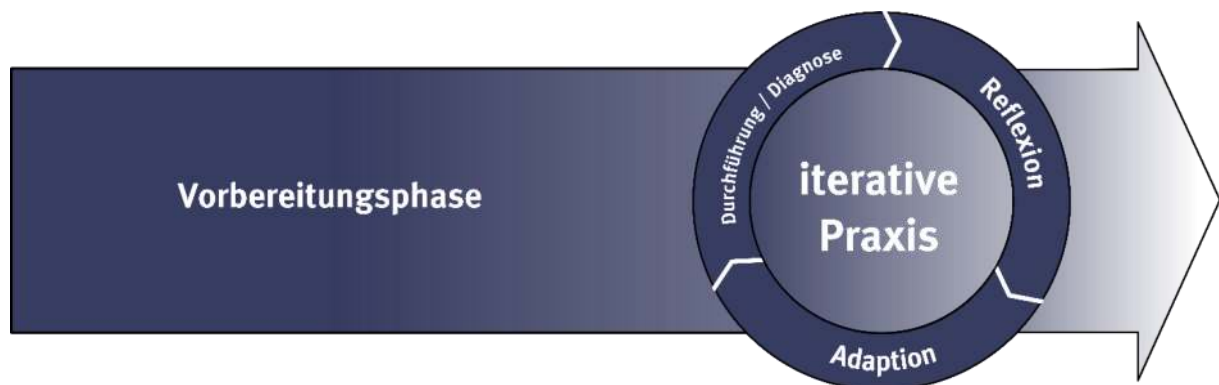 Vorbereitungsphase
Durchführung / Diagnose
Reflexion
Adaption
iterative
Praxis